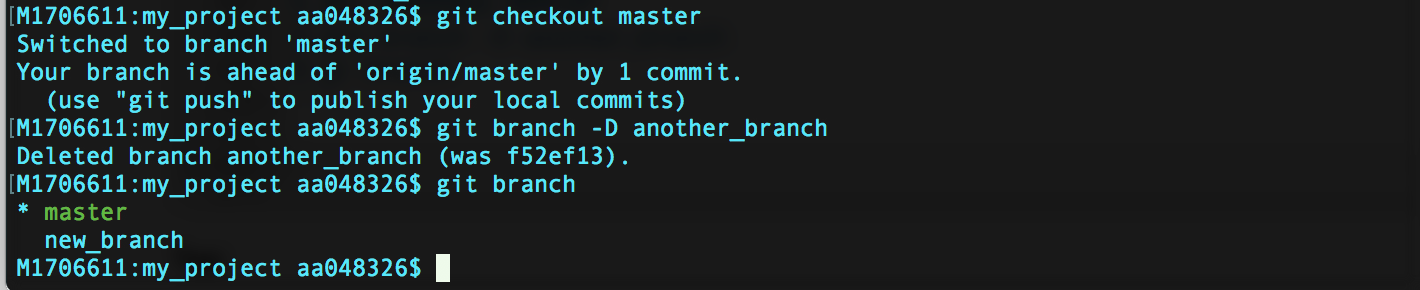 [M1706611:my_project aa048326$ git checkout master
Switched to branch 'master'
Your branch is ahead of 'origin/master' by 1 commit.
  (use "git push" to publish your local commits)
[M1706611:my_project aa048326$ git branch -D another_branch
Deleted branch another_branch (was f52ef13).
[M1706611:my_project aa048326$ git branch
* master
  new_branch
M1706611:my_project aa048326$